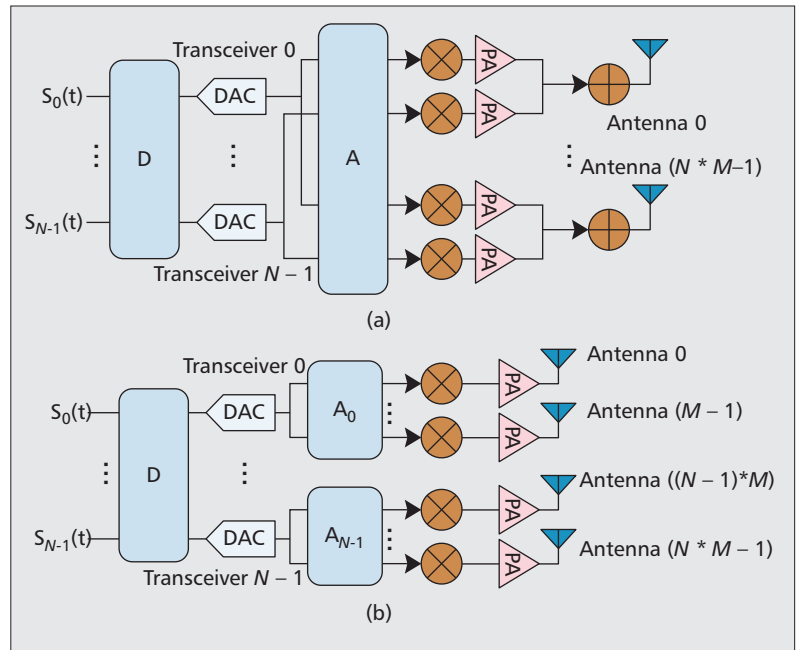 Transceiver 0
S0(t)
DAC
D
A
PA
PA
Antenna 0
Antenna (N * M–1)
SN-1(t)
DAC
PA
PA
Transceiver N – 1
(a)
Transceiver 0
Antenna 0
S0(t)
DAC
A0
PA
PA
Antenna (M – 1)
D
Antenna ((N – 1)*M)
SN-1(t)
DAC
AN-1
PA
PA
Antenna (N * M – 1)
Transceiver N – 1
(b)